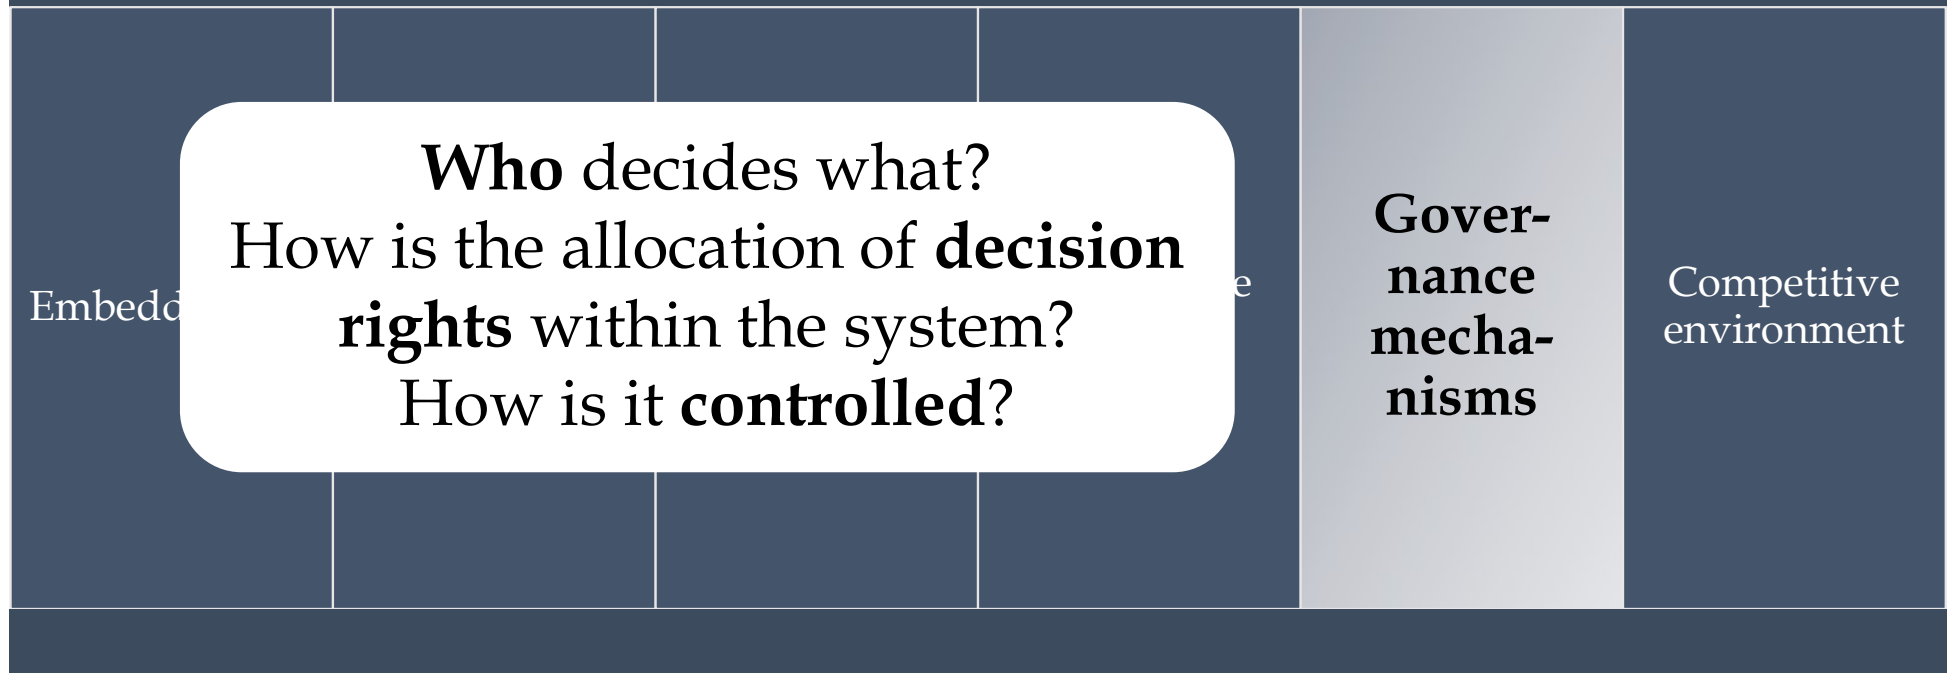 Who decides what?
How is the allocation of decision
rights within the system?
How is it controlled?
Gover-
nance
mecha-
nisms
Competitive
environment